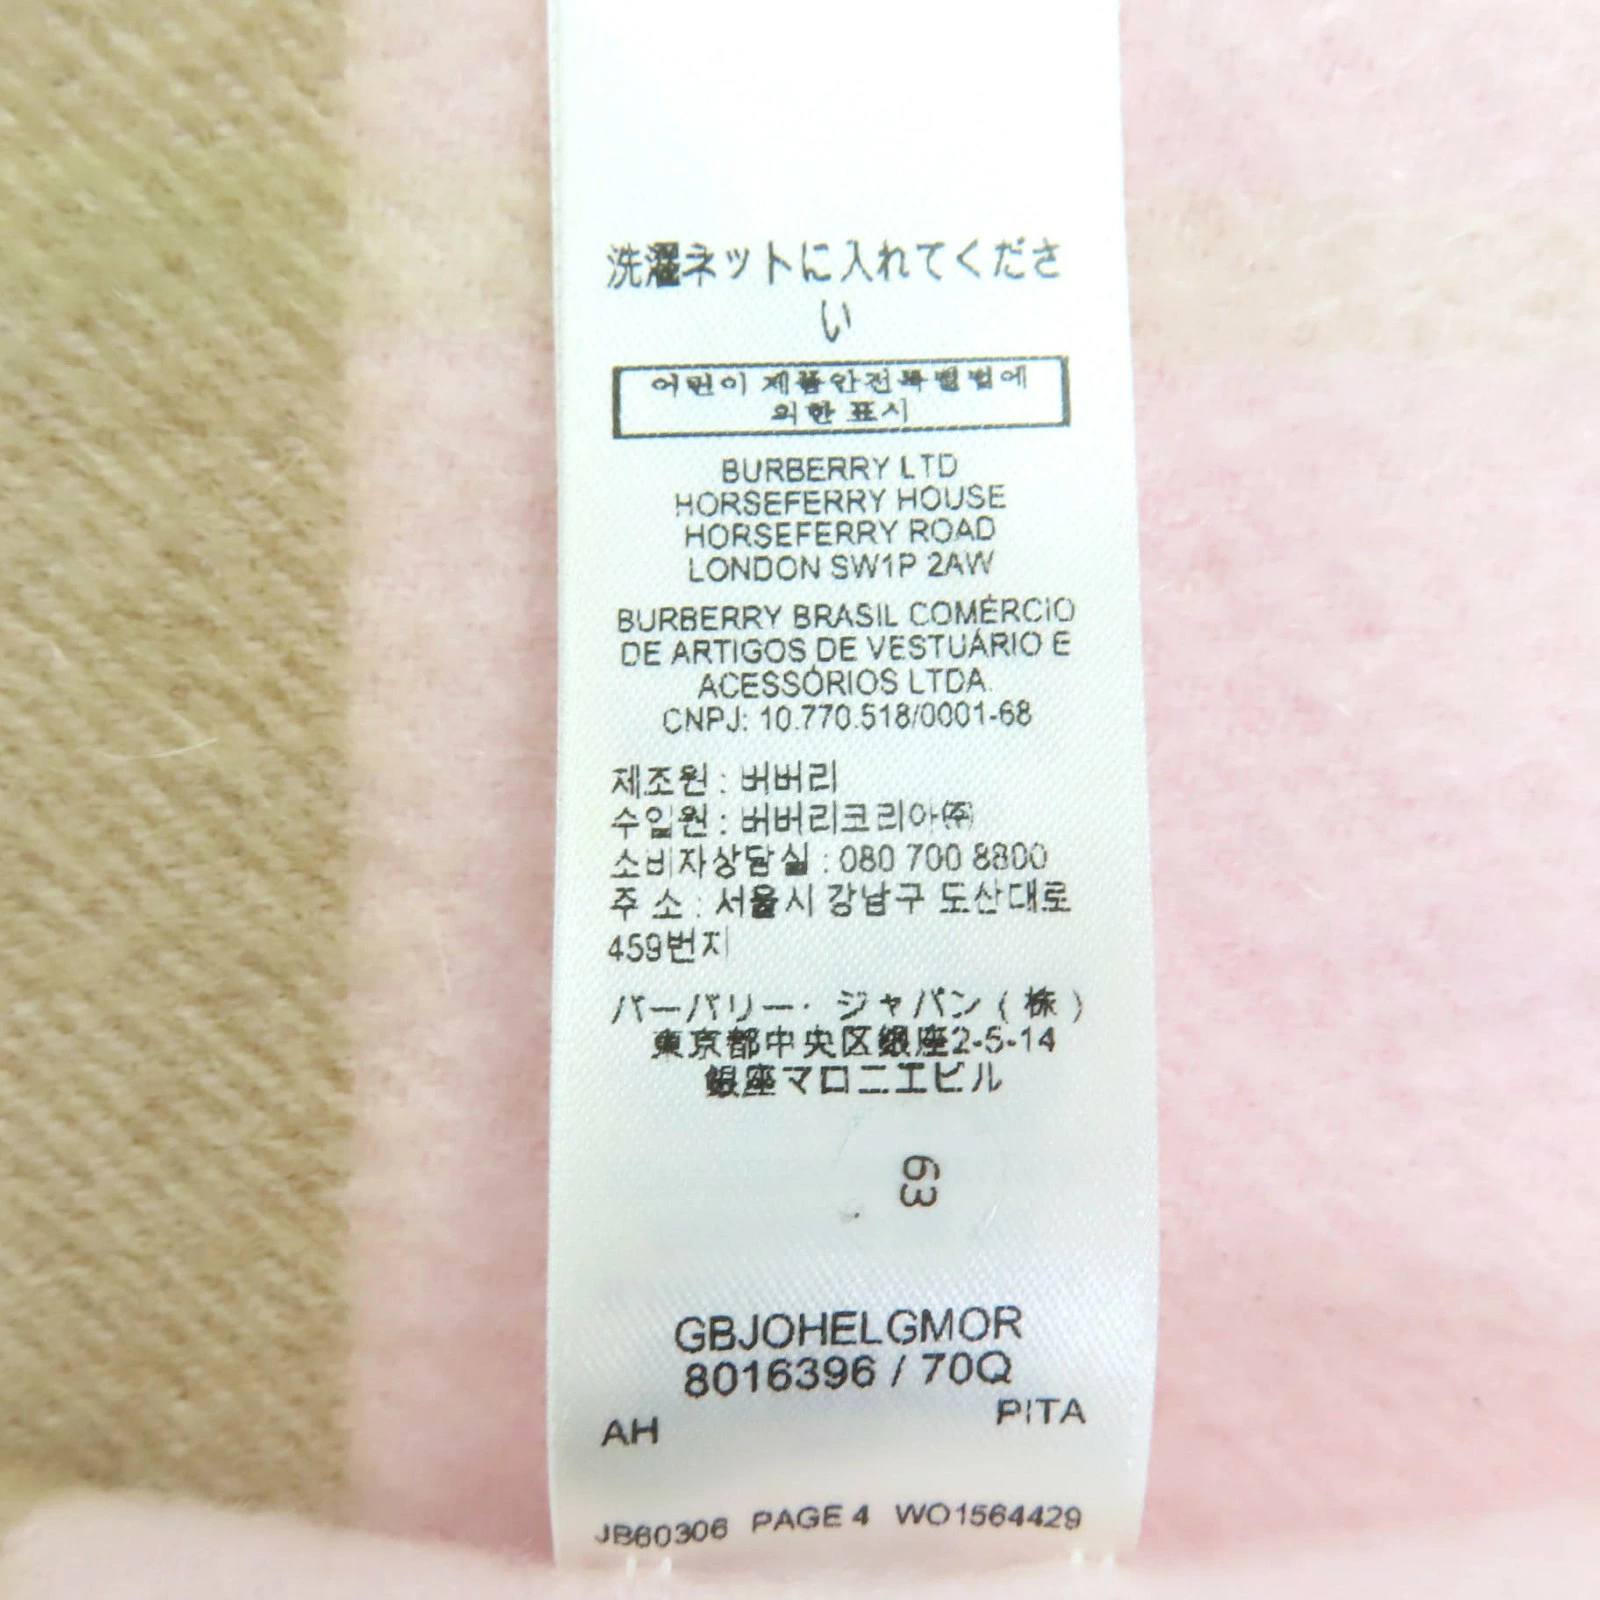 洗濯ネットに入れてくださ
い
어린이 제품안전특별법에
의한 표시
BURBERRY LTD
HORSEFERRY HOUSE
HORSEFERRY ROAD
LONDON SW1P 2AW
BURBERRY BRASIL COMÉRCIO
DE ARTIGOS DE VESTUÁRIO E
ACESSÓRIOS LTDA.
CNPJ: 10.770.518/0001-68
제조원 : 버버리
수입원 : 버버리코리아(주)
소비자상담실 : 080 700 8800
주 소 : 서울시 강남구 도산대로
459번지
バーバリー・ジャパン ( 株 )
東京都中央区銀座2-5-14
銀座マロニエビル
63
GBJOHELGMOR
8016396 / 70Q
AH PITA
JB60306 PAGE 4 WO1564429